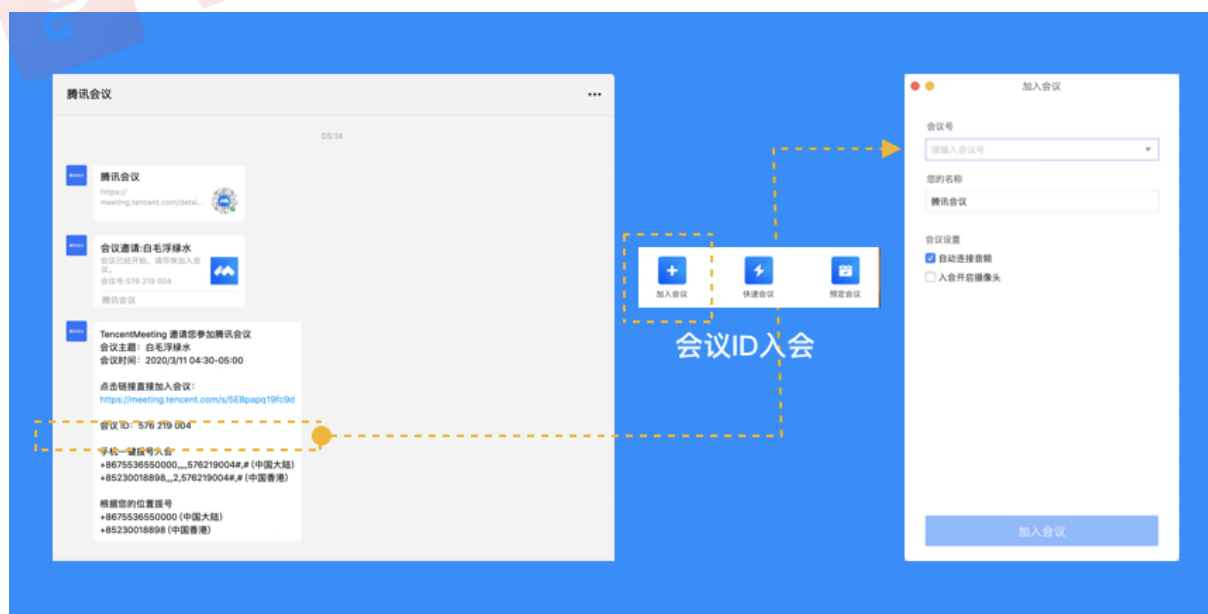 腾讯会议
05:14
腾讯会议
https://
meeting.tencent.com/detai...
会议邀请:白毛浮绿水
会议已经开始，请尽快加入会
议。
会议号:576 219 004
腾讯会议
TencentMeeting 邀请您参加腾讯会议
会议主题：白毛浮绿水
会议时间：2020/3/11 04:30-05:00
点击链接直接加入会议：
https://meeting.tencent.com/s/5EBpapq19fc9d
会议 ID：576 219 004
手机一键拨号入会
+8675536550000,,,576219004#,# (中国大陆)
+85230018898,,,2,576219004#,# (中国香港)
根据您的位置拨号
+8675536550000 (中国大陆)
+85230018898 (中国香港)
加入会议
快速会议
预定会议
会议ID入会
加入会议
会议号
请输入会议号
您的名称
腾讯会议
会议设置
自动连接音频
入会开启摄像头
加入会议